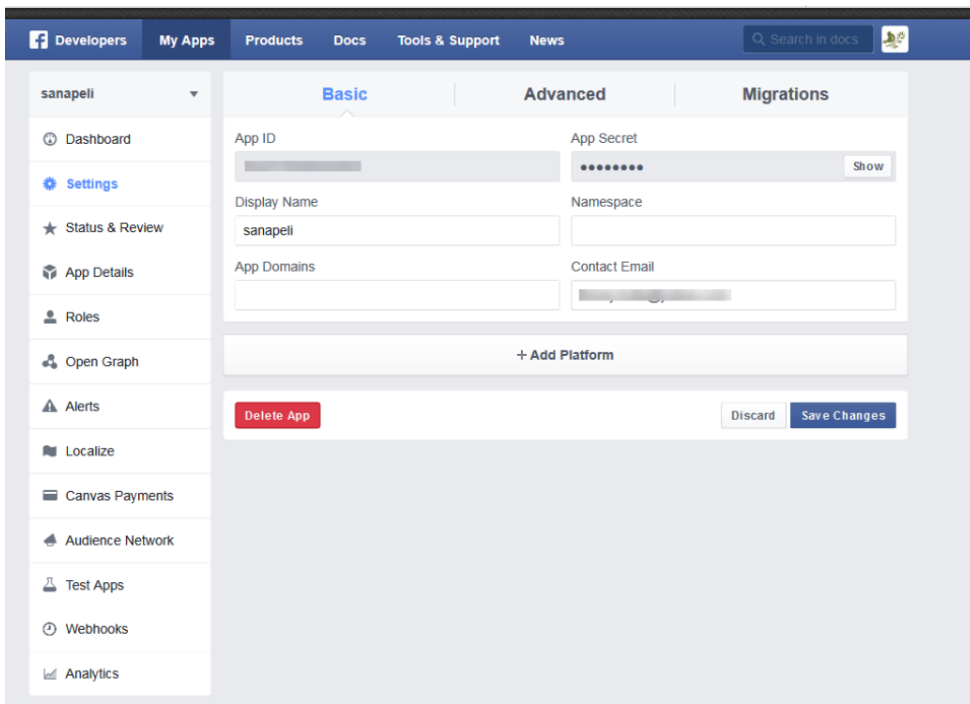 Developers My Apps Products Docs Tools & Support News Search in docs
sanapeli
Dashboard
Settings
Status & Review
App Details
Roles
Open Graph
Alerts
Localize
Canvas Payments
Audience Network
Test Apps
Webhooks
Analytics
Basic Advanced Migrations
App ID App Secret
Show
Display Name Namespace
sanapeli
App Domains Contact Email
+ Add Platform
Delete App Discard Save Changes